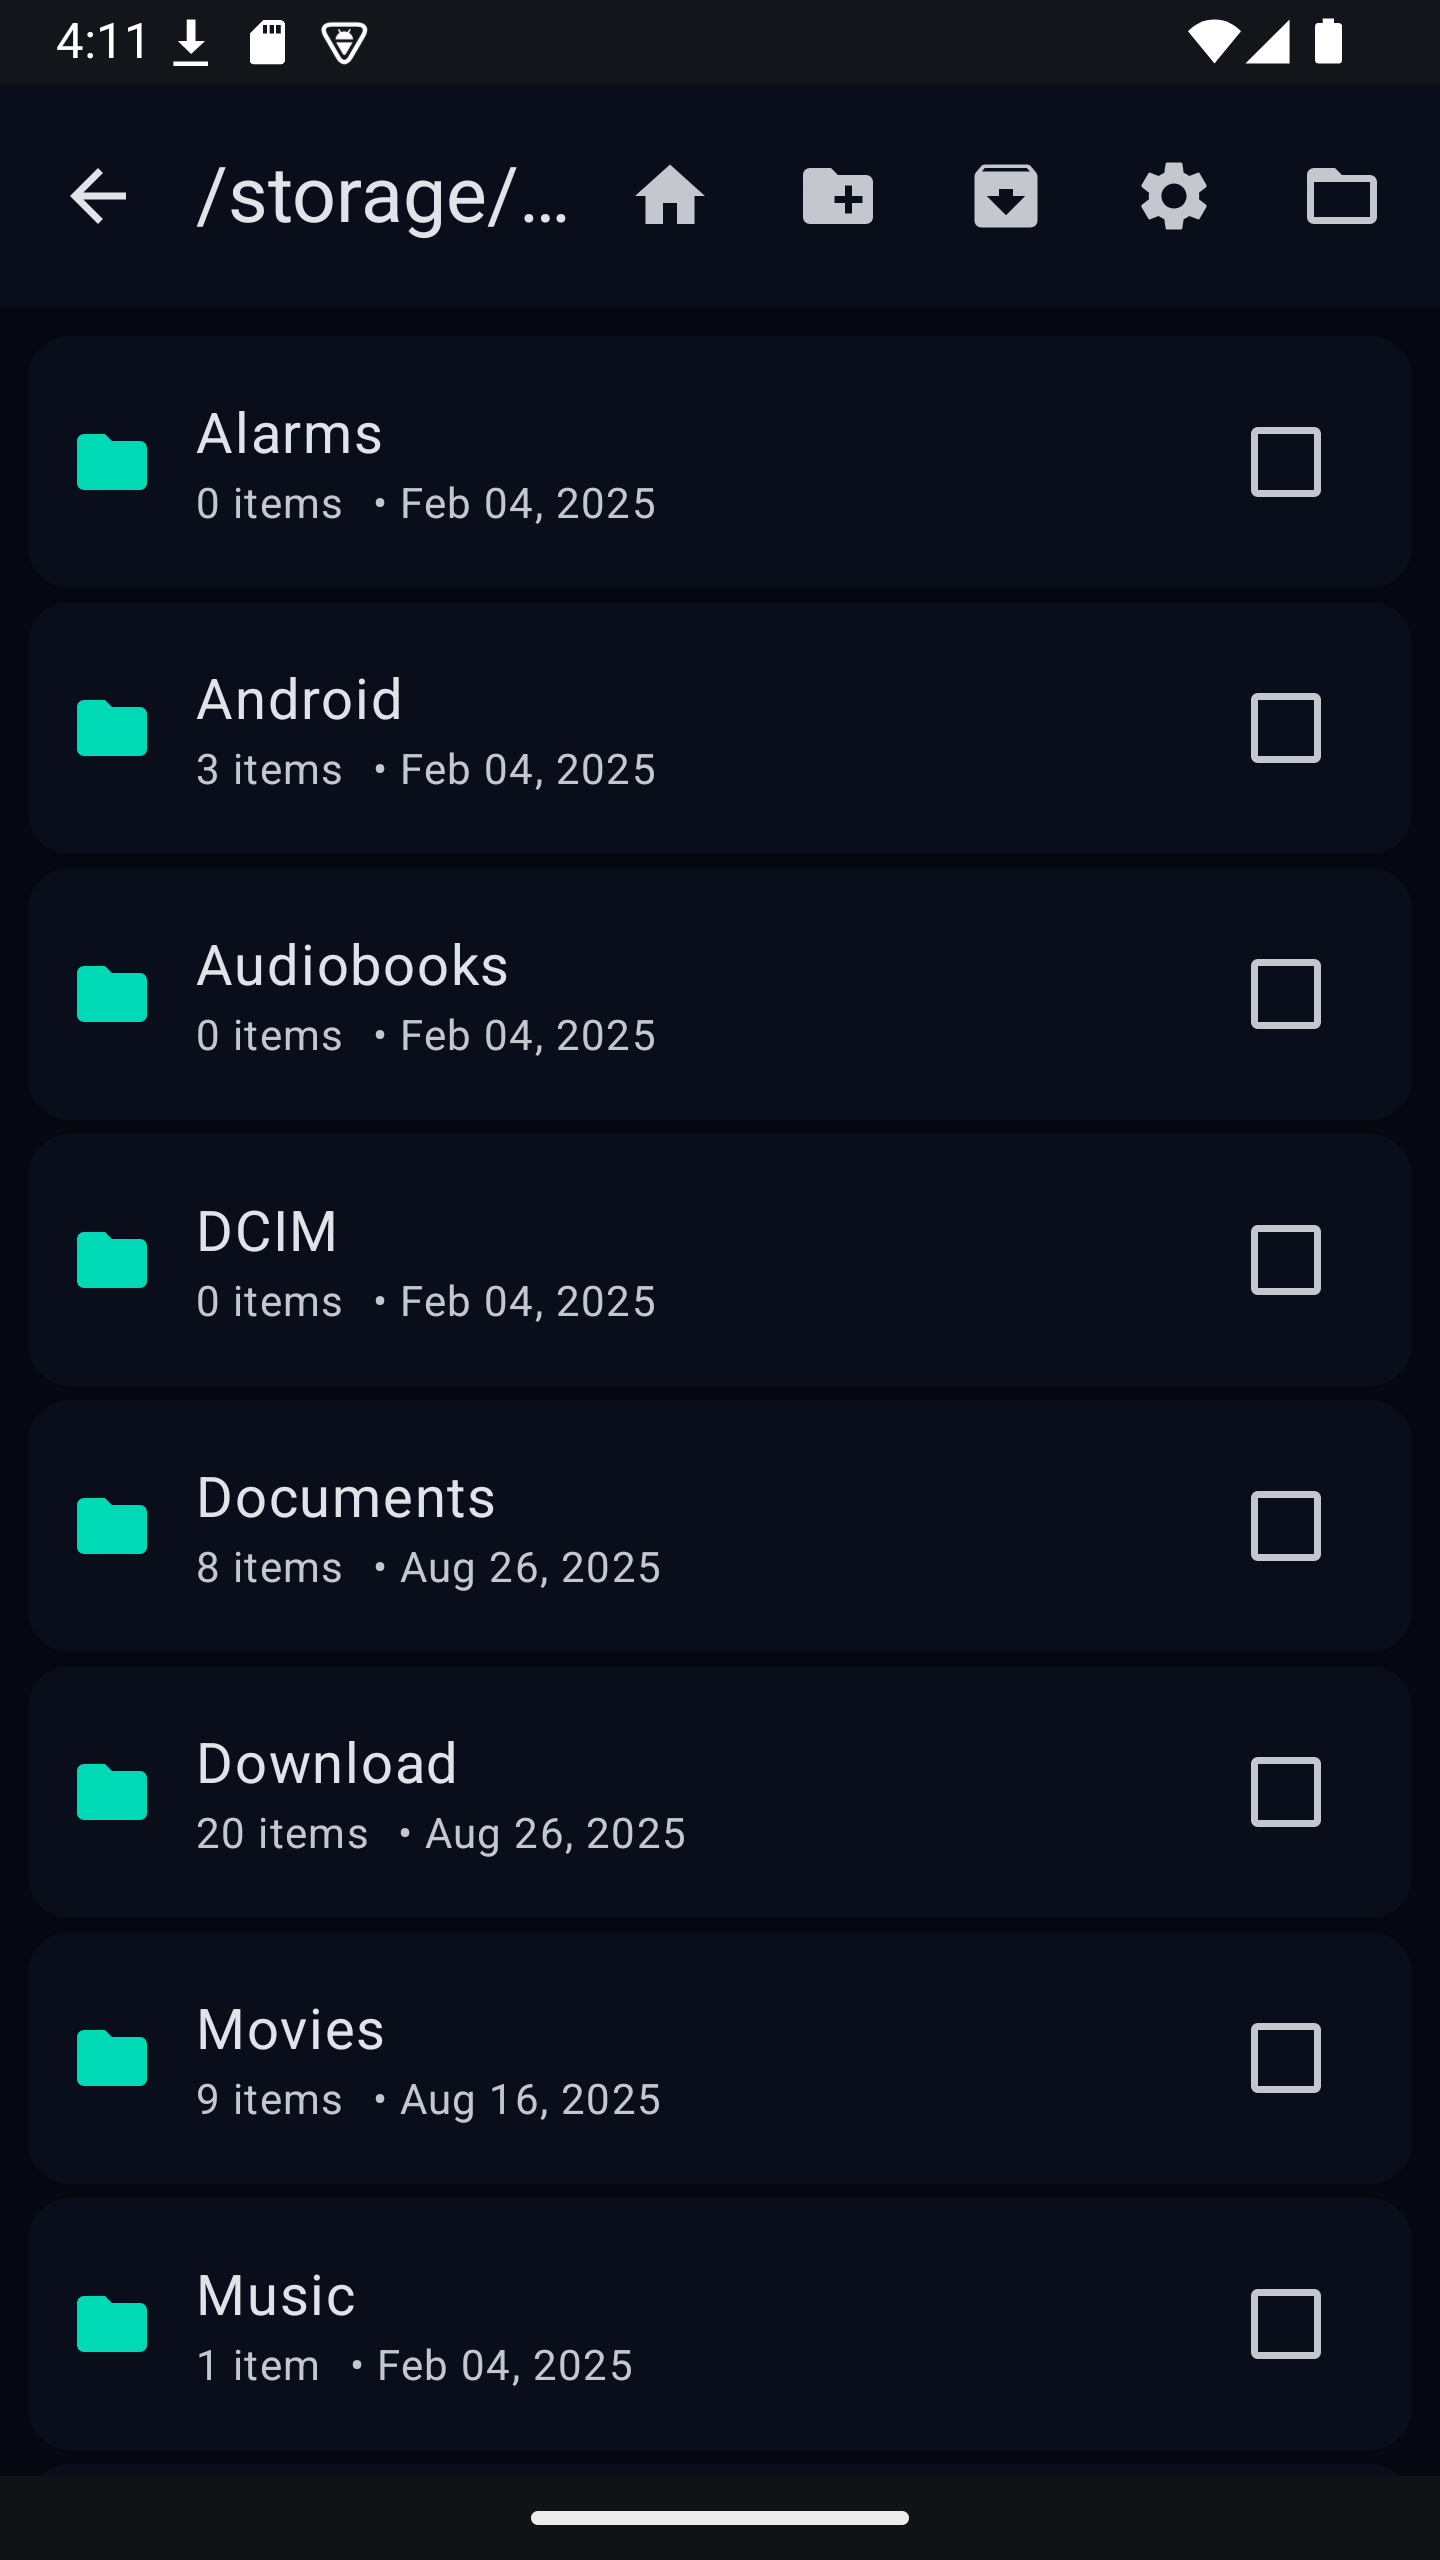 4:11
/storage/...
Alarms
0 items • Feb 04, 2025
Android
3 items • Feb 04, 2025
Audiobooks
0 items • Feb 04, 2025
DCIM
0 items • Feb 04, 2025
Documents
8 items • Aug 26, 2025
Download
20 items • Aug 26, 2025
Movies
9 items • Aug 16, 2025
Music
1 item • Feb 04, 2025